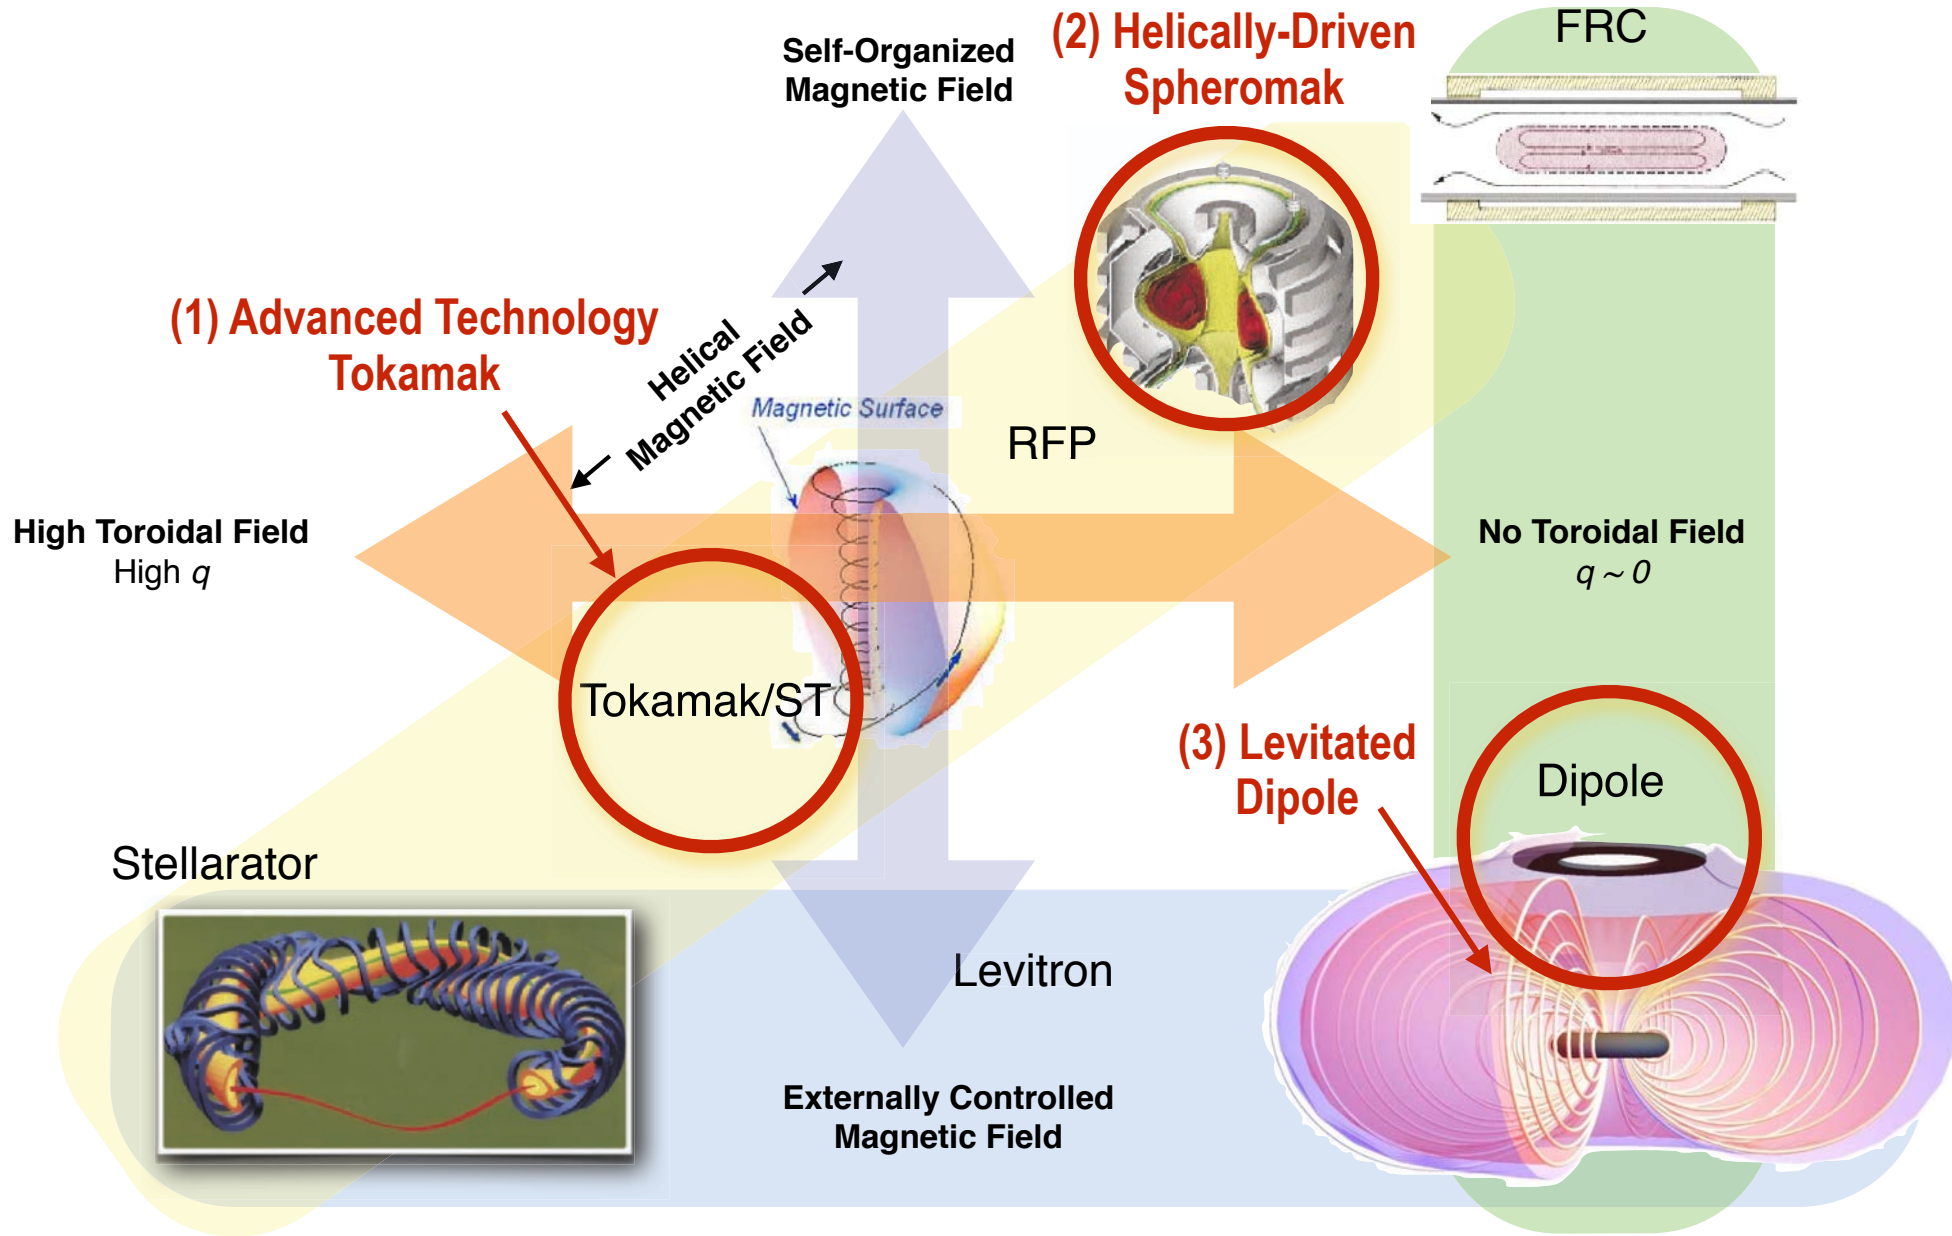 Self-Organized
Magnetic Field
(2) Helically-Driven
Spheromak
FRC
(1) Advanced Technology
Tokamak
Helical
Magnetic Field
Magnetic Surface
RFP
High Toroidal Field
High q
No Toroidal Field
q ~ 0
Tokamak/ST
(3) Levitated
Dipole
Dipole
Stellarator
Levitron
Externally Controlled
Magnetic Field